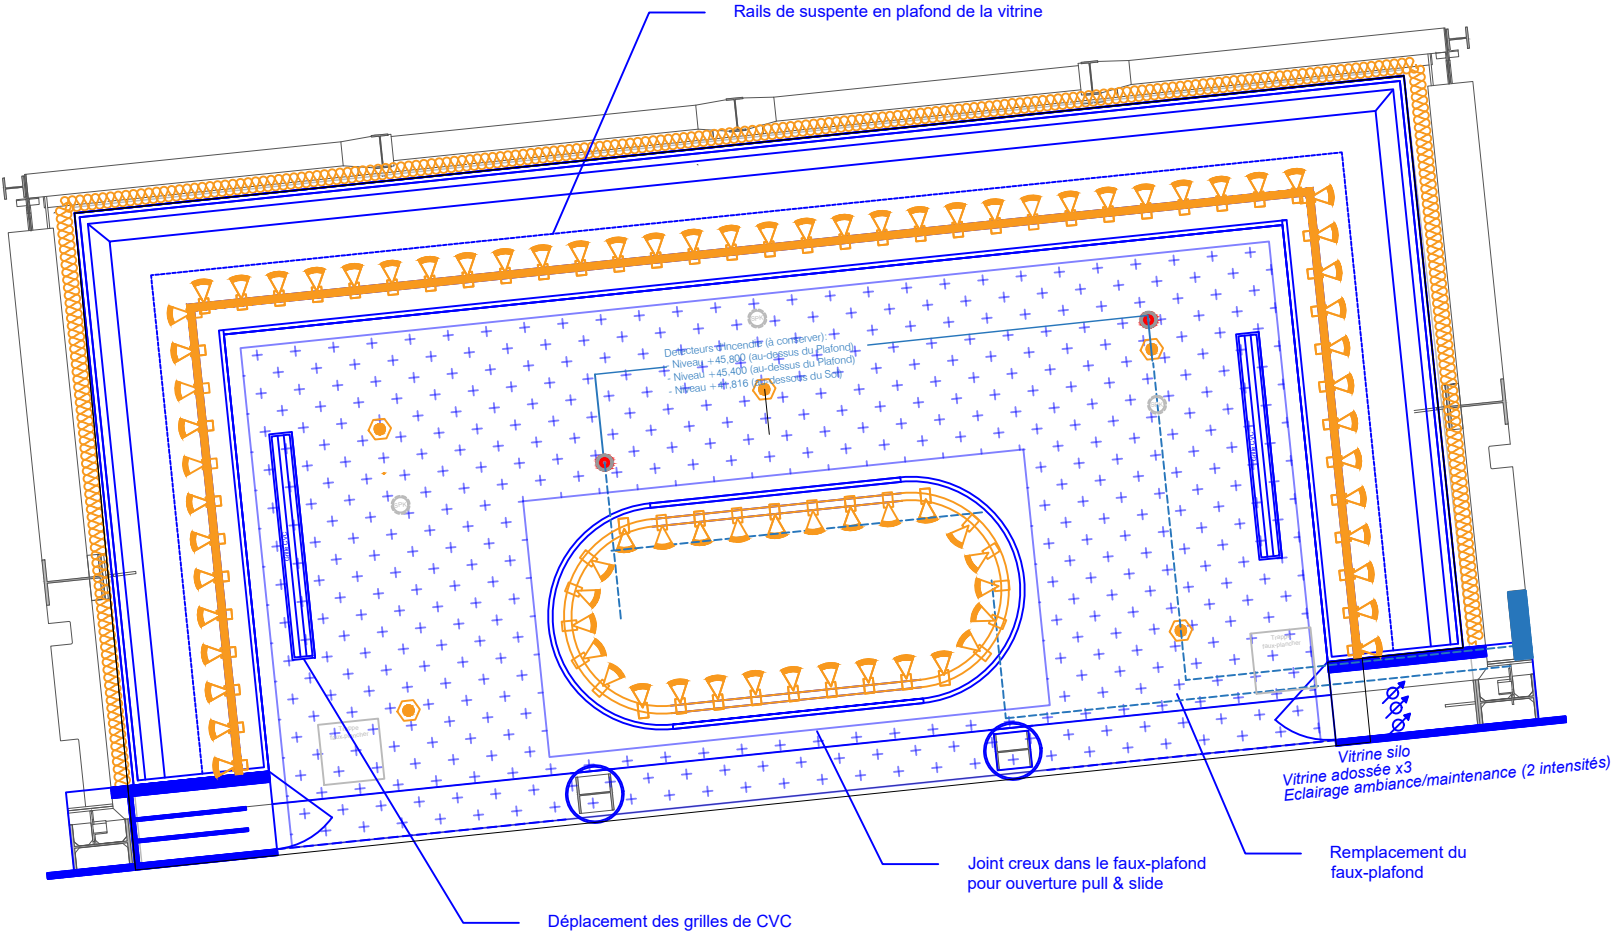 Rails de suspente en plafond de la vitrine
Détecteurs d'Incendie (à conserver):
- Niveau +45,800 (au-dessus du Plafond)
- Niveau +45,400 (au-dessus du Plafond)
- Niveau (au-dessous du Sol)
Vitrine silo
Vitrine adossée x3
Eclairage ambiance/maintenance (2 intensités)
Joint creux dans le faux-plafond
pour ouverture pull & slide
Remplacement du
faux-plafond
Déplacement des grilles de CVC